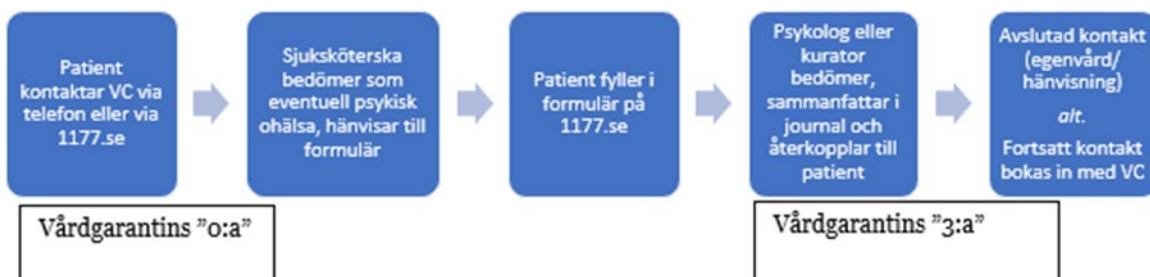 Patient
kontaktar VC via
telefon eller via
1177.se
Sjuksköterska
bedömer som
eventuell psykisk
ohälsa, hänvisar till
formulär
Patient fyller i
formulär på
1177.se
Psykolog eller
kurator
bedömer,
sammanfattar i
journal och
återkopplar till
patient
Avslutad kontakt
(egenvård/
hänvisning)
alt.
Fortsatt kontakt
bokas in med VC
Vårdgarantins ”0:a”
Vårdgarantins ”3:a”